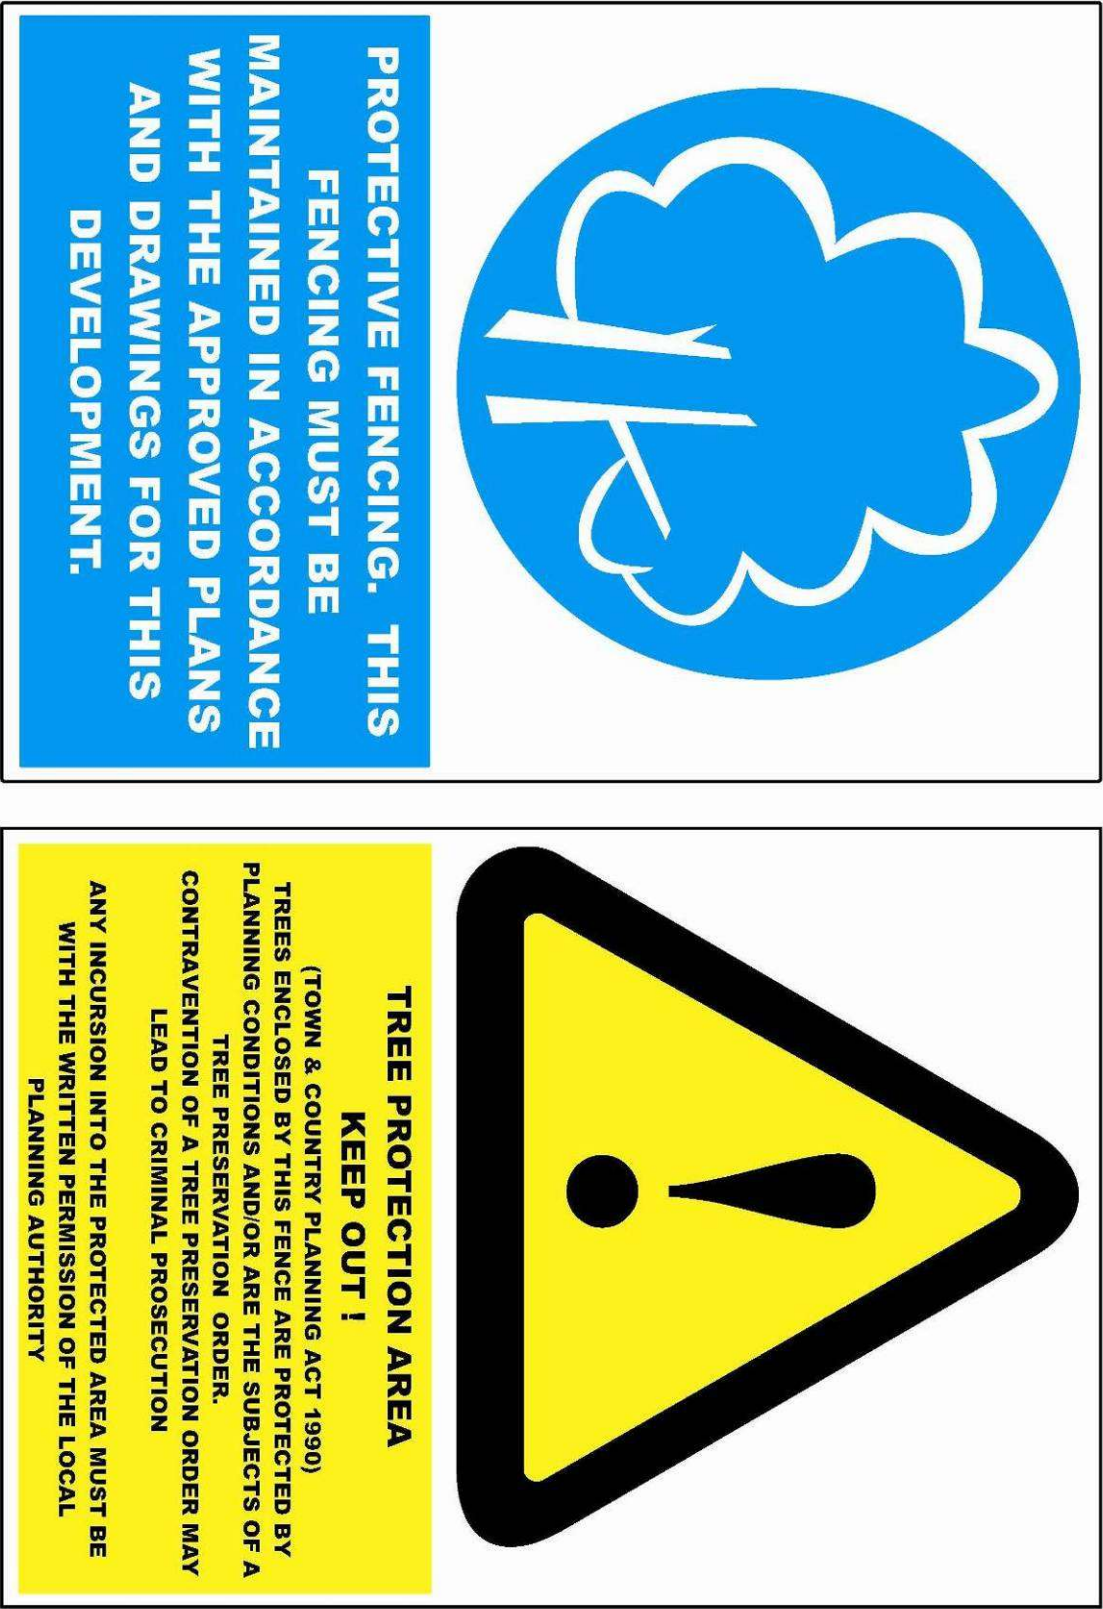 PROTECTIVE FENCING. THIS
FENCING MUST BE
MAINTAINED IN ACCORDANCE
WITH THE APPROVED PLANS
AND DRAWINGS FOR THIS
DEVELOPMENT.
TREE PROTECTION AREA
KEEP OUT !
(TOWN & COUNTRY PLANNING ACT 1990)
TREES ENCLOSED BY THIS FENCE ARE PROTECTED BY
PLANNING CONDITIONS AND/OR ARE THE SUBJECTS OF A
TREE PRESERVATION ORDER.
CONTRAVENTION OF A TREE PRESERVATION ORDER MAY
LEAD TO CRIMINAL PROSECUTION
ANY INCURSION INTO THE PROTECTED AREA MUST BE
WITH THE WRITTEN PERMISSION OF THE LOCAL
PLANNING AUTHORITY